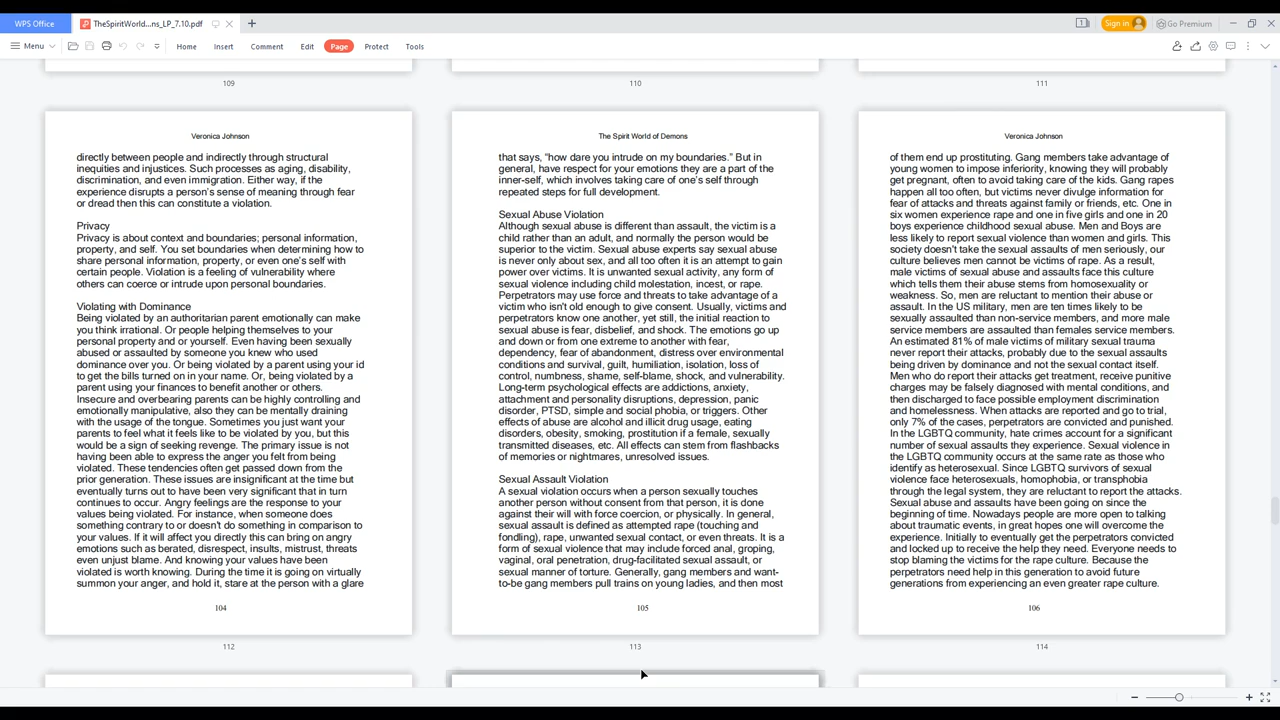 WPS Office
TheSpiritWorld...ns_LP_7.10.pdf
1
Sign in
Go Premium
Menu
Home
Insert
Comment
Edit
Page
Protect
Tools
109
110
111
Veronica Johnson
directly between people and indirectly through structural
inequities and injustices. Such processes as aging, disability,
discrimination, and even immigration. Either way, if the
experience disrupts a person's sense of meaning through fear
or dread then this can constitute a violation.
Privacy
Privacy is about context and boundaries; personal information,
property, and self. You set boundaries when determining how to
share personal information, property, or even one's self with
certain people. Violation is a feeling of vulnerability where
others can coerce or intrude upon personal boundaries.
Violating with Dominance
Being violated by an authoritarian parent emotionally can make
you think irrational. Or people helping themselves to your
personal property and or yourself. Even having been sexually
abused or assaulted by someone you knew who used
dominance over you. Or being violated by a parent using your id
to get the bills turned on in your name. Or, being violated by a
parent using your finances to benefit another or others.
Insecure and overbearing parents can be highly controlling and
emotionally manipulative, also they can be mentally draining
with the usage of the tongue. Sometimes you just want your
parents to feel what it feels like to be violated by you, but this
would be a sign of seeking revenge. The primary issue is not
having been able to express the anger you felt from being
violated. These tendencies often get passed down from the
prior generation. These issues are insignificant at the time but
eventually turns out to have been very significant that in turn
continues to occur. Angry feelings are the response to your
values being violated. For instance, when someone does
something contrary to or doesn't do something in comparison to
your values. If it will affect you directly this can bring on angry
emotions such as berated, disrespect, insults, mistrust, threats
even unjust blame. And knowing your values have been
violated is worth knowing. During the time it is going on virtually
summon your anger, and hold it, stare at the person with a glare
104
112
The Spirit World of Demons
that says, “how dare you intrude on my boundaries.” But in
general, have respect for your emotions they are a part of the
inner-self, which involves taking care of one's self through
repeated steps for full development.
Sexual Abuse Violation
Although sexual abuse is different than assault, the victim is a
child rather than an adult, and normally the person would be
superior to the victim. Sexual abuse experts say sexual abuse
is never only about sex, and all too often it is an attempt to gain
power over victims. It is unwanted sexual activity, any form of
sexual violence including child molestation, incest, or rape.
Perpetrators may use force and threats to take advantage of a
victim who isn't old enough to give consent. Usually, victims and
perpetrators know one another, yet still, the initial reaction to
sexual abuse is fear, disbelief, and shock. The emotions go up
and down or from one extreme to another with fear,
dependency, fear of abandonment, distress over environmental
conditions and survival, guilt, humiliation, isolation, loss of
control, numbness, shame, self-blame, shock, and vulnerability.
Long-term psychological effects are addictions, anxiety,
attachment and personality disruptions, depression, panic
disorder, PTSD, simple and social phobia, or triggers. Other
effects of abuse are alcohol and illicit drug usage, eating
disorders, obesity, smoking, prostitution if a female, sexually
transmitted diseases, etc. All effects can stem from flashbacks
of memories or nightmares, unresolved issues.
Sexual Assault Violation
A sexual violation occurs when a person sexually touches
another person without consent from that person, it is done
against their will with force coercion, or physically. In general,
sexual assault is defined as attempted rape (touching and
fondling), rape, unwanted sexual contact, or even threats. It is a
form of sexual violence that may include forced anal, groping,
vaginal, oral penetration, drug-facilitated sexual assault, or
sexual manner of torture. Generally, gang members and want-
to-be gang members pull trains on young ladies, and then most
105
113
Veronica Johnson
of them end up prostituting. Gang members take advantage of
young women to impose inferiority, knowing they will probably
get pregnant, often to avoid taking care of the kids. Gang rapes
happen all too often, but victims never divulge information for
fear of attacks and threats against family or friends, etc. One in
six women experience rape and one in five girls and one in 20
boys experience childhood sexual abuse. Men and Boys are
less likely to report sexual violence than women and girls. This
society doesn't take the sexual assaults of men seriously, our
culture believes men cannot be victims of rape. As a result,
male victims of sexual abuse and assaults face this culture
which tells them their abuse stems from homosexuality or
weakness. So, men are reluctant to mention their abuse or
assault. In the US military, men are ten times likely to be
sexually assaulted than non-service members, and more male
service members are assaulted than females service members.
An estimated 81% of male victims of military sexual trauma
never report their attacks, probably due to the sexual assaults
being driven by dominance and not the sexual contact itself.
Men who do report their attacks get treatment, receive punitive
charges may be falsely diagnosed with mental conditions, and
then discharged to face possible employment discrimination
and homelessness. When attacks are reported and go to trial,
only 7% of the cases, perpetrators are convicted and punished.
In the LGBTQ community, hate crimes account for a significant
number of sexual assaults they experience. Sexual violence in
the LGBTQ community occurs at the same rate as those who
identify as heterosexual. Since LGBTQ survivors of sexual
violence face heterosexuals, homophobia, or transphobia
through the legal system, they are reluctant to report the attacks.
Sexual abuse and assaults have been going on since the
beginning of time. Nowadays people are more open to talking
about traumatic events, in great hopes one will overcome the
experience. Initially to eventually get the perpetrators convicted
and locked up to receive the help they need. Everyone needs to
stop blaming the victims for the rape culture. Because the
perpetrators need help in this generation to avoid future
generations from experiencing an even greater rape culture.
106
114